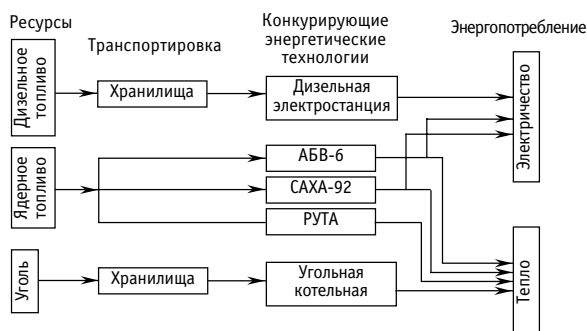 Ресурсы
Транспортировка
Конкурирующие
энергетические
технологии
Энергопотребление
Дизельное
топливо
Хранилища
Дизельная
электростанция
Электричество
Ядерное
топливо
АБВ-6
САХА-92
РУТА
Уголь
Хранилища
Угольная
котельная
Тепло